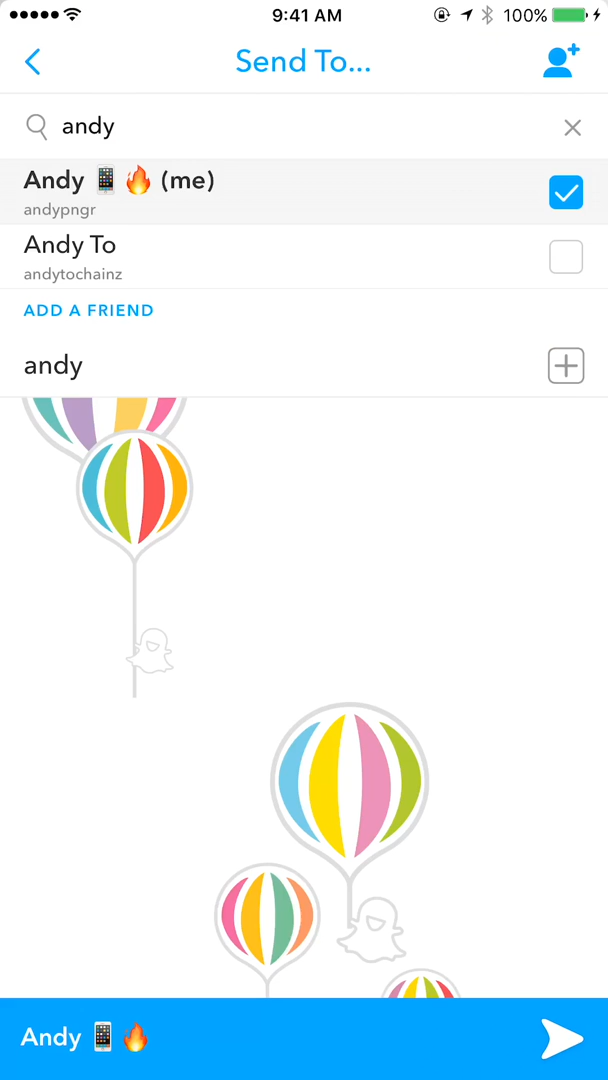 9:41 AM 100%
Send To...
andy
Andy 📱🔥 (me)
andypngr
Andy To
andytochainz
ADD A FRIEND
andy
Andy 📱🔥